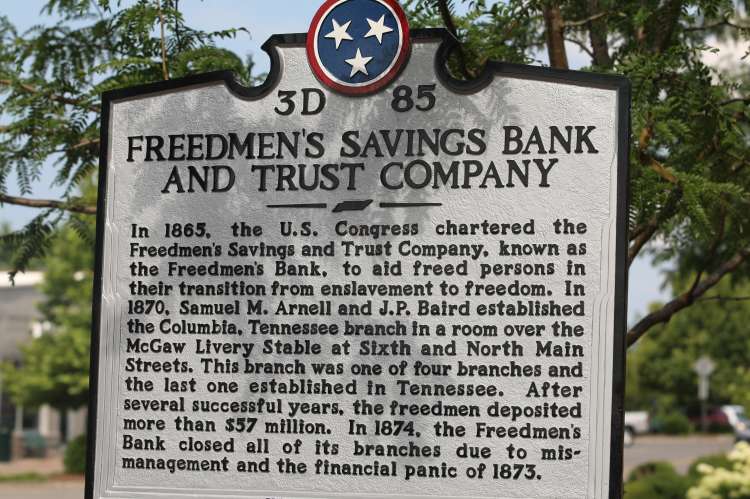 3D 85
FREEDMEN'S SAVINGS BANK
AND TRUST COMPANY
In 1865, the U.S. Congress chartered the
Freedmen's Savings and Trust Company, known as
the Freedmen's Bank, to aid freed persons in
their transition from enslavement to freedom. In
1870, Samuel M. Arnell and J.P. Baird established
the Columbia, Tennessee branch in a room over the
McGaw Livery Stable at Sixth and North Main
Streets. This branch was one of four branches and
the last one established in Tennessee. After
several successful years, the freedmen deposited
more than $57 million. In 1874, the Freedmen's
Bank closed all of its branches due to mis-
management and the financial panic of 1873.